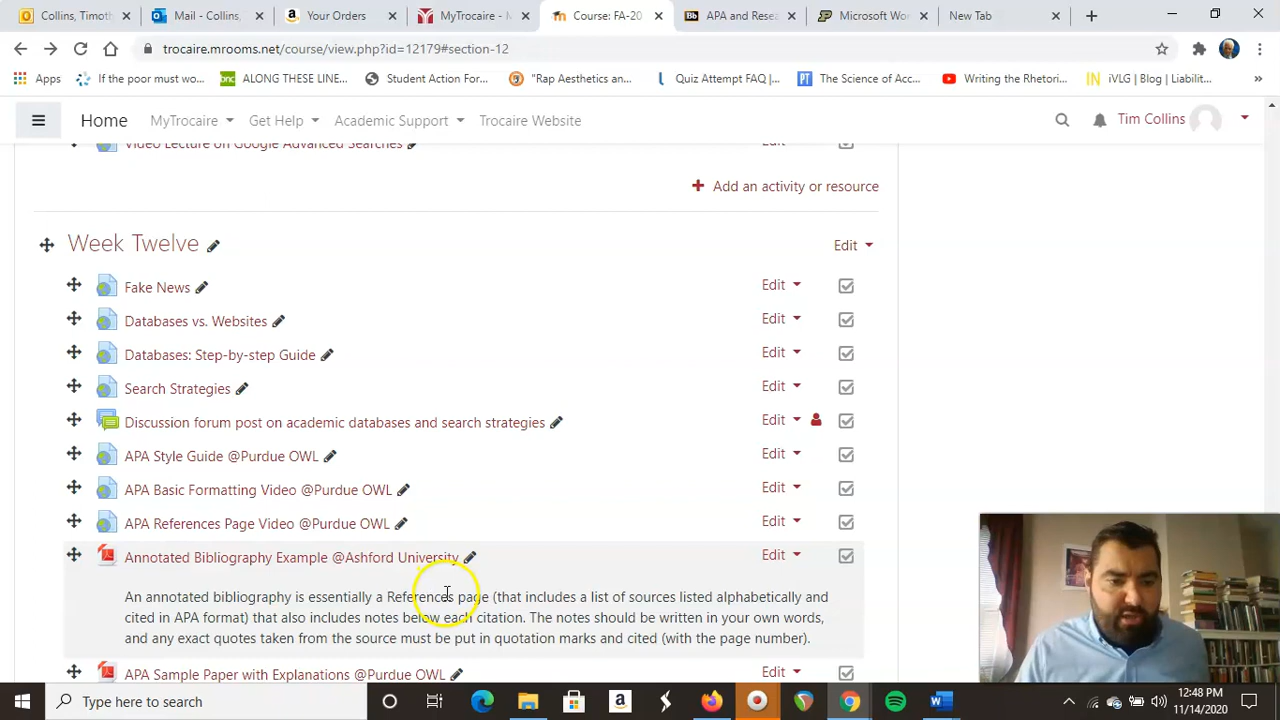 Collins, Timoth
Mail - Collins,
Your Orders
MyTrocaire - M
Course: FA-20
Bb
APA and Resea
Microsoft Wo
New Tab
trocaire.mrooms.net/course/view.php?id=12179#section-12
Apps
If the poor must wo...
bnc
ALONG THESE LINE...
Student Action For...
"Rap Aesthetics an...
Quiz Attempt FAQ |...
PT
The Science of Acc...
Writing the Rhetori...
IN
iVLG | Blog | Liabilit...
»
Home
MyTrocaire
Get Help
Academic Support
Trocaire Website
Tim Collins
Video Lecture on Google Advanced Searches
Edit
Add an activity or resource
Week Twelve
Edit
Fake News
Edit
Databases vs. Websites
Edit
Databases: Step-by-step Guide
Edit
Search Strategies
Edit
Discussion forum post on academic databases and search strategies
Edit
APA Style Guide @Purdue OWL
Edit
APA Basic Formatting Video @Purdue OWL
Edit
APA References Page Video @Purdue OWL
Edit
Annotated Bibliography Example @Ashford University
Edit
An annotated bibliography is essentially a References page (that includes a list of sources listed alphabetically and
cited in APA format) that also includes notes below each citation. The notes should be written in your own words,
and any exact quotes taken from the source must be put in quotation marks and cited (with the page number).
APA Sample Paper with Explanations @Purdue OWL
Edit
Type here to search
12:48 PM
11/14/2020